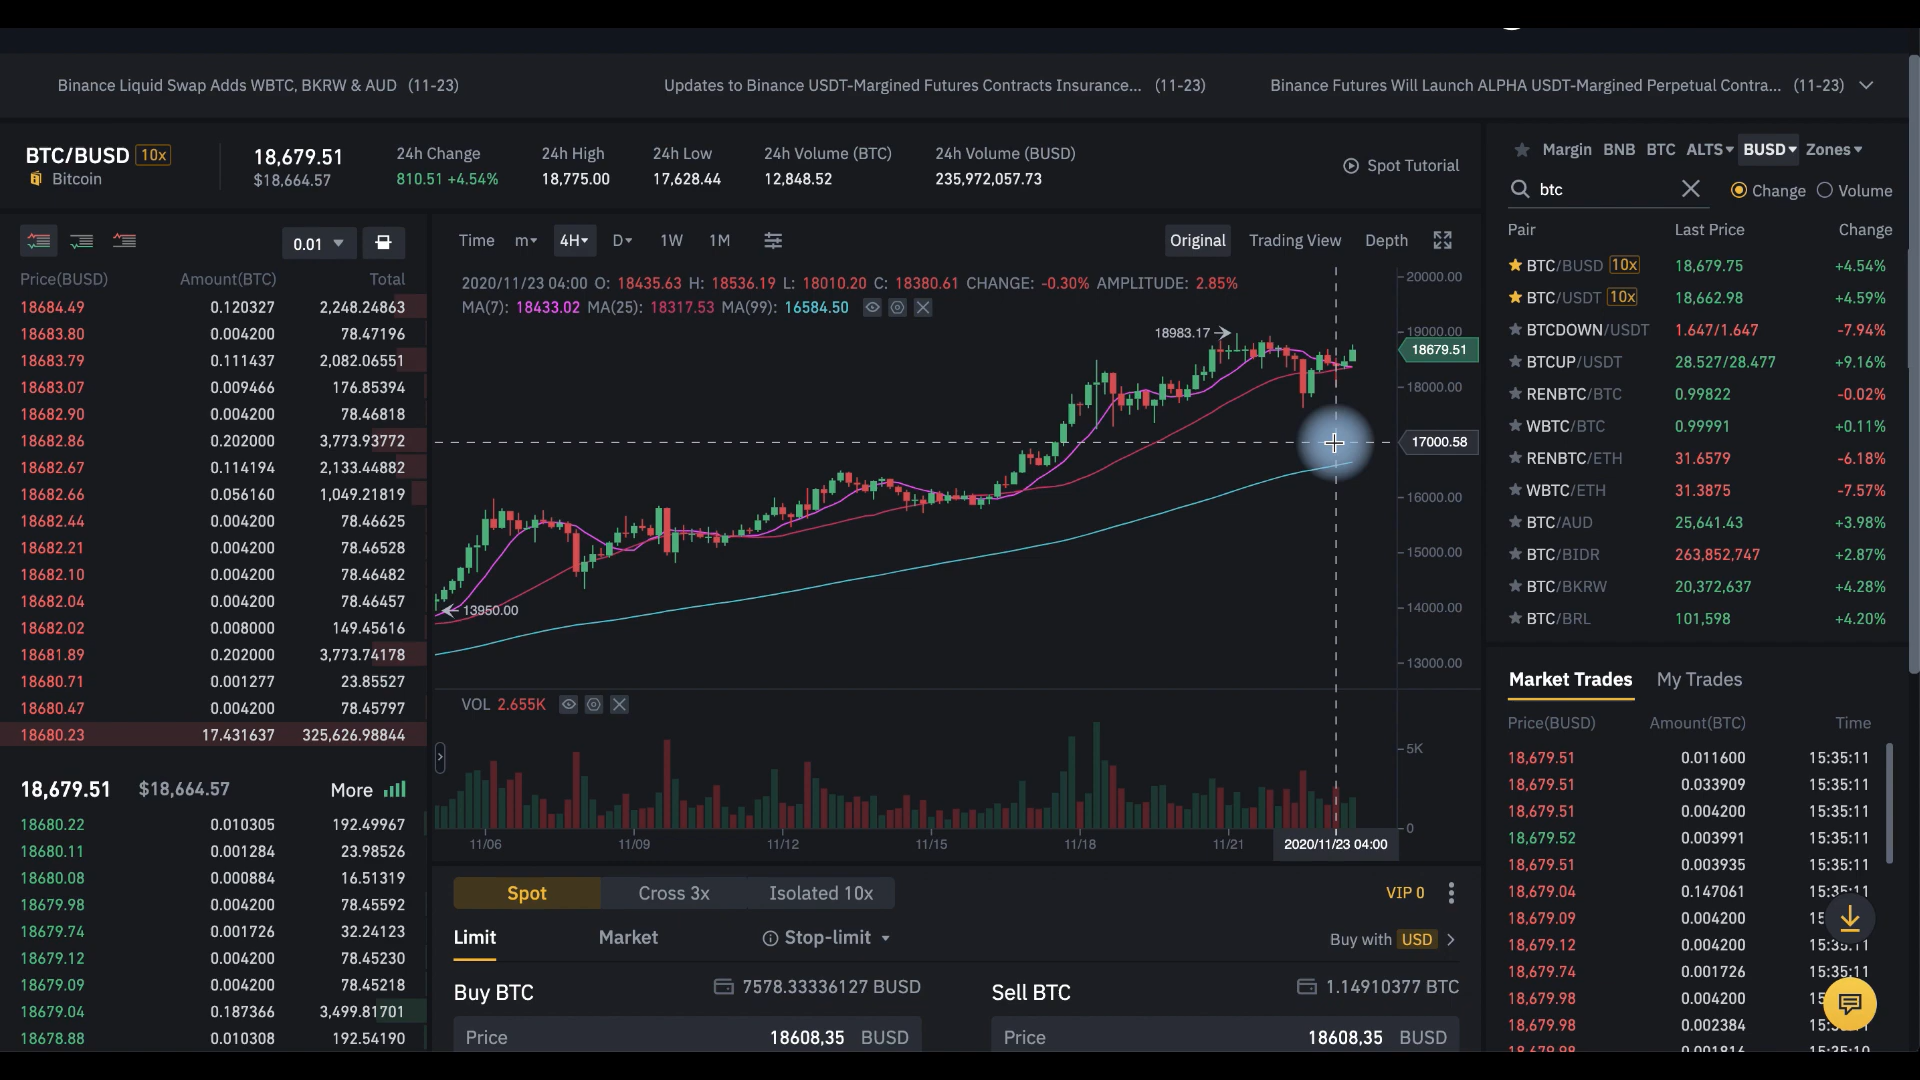 Binance Liquid Swap Adds WBTC, BKRW & AUD (11-23)
Updates to Binance USDT-Margined Futures Contracts Insurance... (11-23)
Binance Futures Will Launch ALPHA USDT-Margined Perpetual Contra... (11-23)
BTC/BUSD 10x
Bitcoin
18,679.51
$18,664.57
24h Change
810.51 +4.54%
24h High
18,775.00
24h Low
17,628.44
24h Volume (BTC)
12,848.52
24h Volume (BUSD)
235,972,057.73
Spot Tutorial
0.01
Price(BUSD) Amount(BTC) Total
18684.49 0.120327 2,248.24863
18683.80 0.004200 78.47196
18683.79 0.111437 2,082.06551
18683.07 0.009466 176.85394
18682.90 0.004200 78.46818
18682.86 0.202000 3,773.93772
18682.67 0.114194 2,133.44882
18682.66 0.056160 1,049.21819
18682.44 0.004200 78.46625
18682.21 0.004200 78.46528
18682.10 0.004200 78.46482
18682.04 0.004200 78.46457
18682.02 0.008000 149.45616
18681.89 0.202000 3,773.74178
18680.71 0.001277 23.85527
18680.47 0.004200 78.45797
18680.23 17.431637 325,626.98844
18,679.51 $18,664.57 More
18680.22 0.010305 192.49967
18680.11 0.001284 23.98526
18680.08 0.000884 16.51319
18679.98 0.004200 78.45592
18679.74 0.001726 32.24123
18679.12 0.004200 78.45230
18679.09 0.004200 78.45218
18679.04 0.187366 3,499.81701
18678.88 0.010308 192.54190
Time m 4H D 1W 1M
Original Trading View Depth
2020/11/23 04:00 O: 18435.63 H: 18536.19 L: 18010.20 C: 18380.61 CHANGE: -0.30% AMPLITUDE: 2.85%
MA(7): 18433.02 MA(25): 18317.53 MA(99): 16584.50
20000.00
18983.17
19000.00
18679.51
18000.00
17000.58
16000.00
15000.00
13950.00
14000.00
13000.00
VOL 2.655K
5K
0
11/06 11/09 11/12 11/15 11/18 11/21 2020/11/23 04:00
Spot Cross 3x Isolated 10x
VIP 0
Limit Market Stop-limit
Buy with USD
Buy BTC 7578.33336127 BUSD
Price 18608,35 BUSD
Sell BTC 1.14910377 BTC
Price 18608,35 BUSD
Margin BNB BTC ALTS BUSD Zones
btc
Change Volume
Pair Last Price Change
BTC/BUSD 10x 18,679.75 +4.54%
BTC/USDT 10x 18,662.98 +4.59%
BTCDOWN/USDT 1.647/1.647 -7.94%
BTCUP/USDT 28.527/28.477 +9.16%
RENBTC/BTC 0.99822 -0.02%
WBTC/BTC 0.99991 +0.11%
RENBTC/ETH 31.6579 -6.18%
WBTC/ETH 31.3875 -7.57%
BTC/AUD 25,641.43 +3.98%
BTC/BIDR 263,852,747 +2.87%
BTC/BKRW 20,372,637 +4.28%
BTC/BRL 101,598 +4.20%
Market Trades My Trades
Price(BUSD) Amount(BTC) Time
18,679.51 0.011600 15:35:11
18,679.51 0.033909 15:35:11
18,679.51 0.004200 15:35:11
18,679.52 0.003991 15:35:11
18,679.51 0.003935 15:35:11
18,679.04 0.147061 15:35:11
18,679.09 0.004200
18,679.12 0.004200 15:35:11
18,679.74 0.001726 15:35:11
18,679.98 0.004200
18,679.98 0.002384